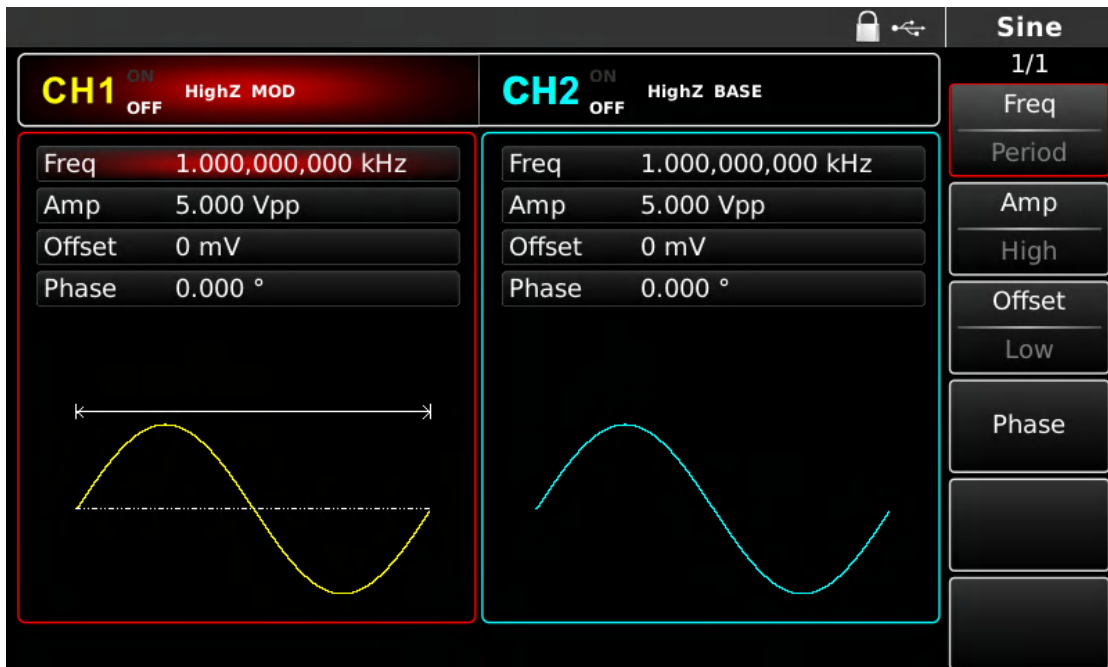 Sine
1/1
CH1 ON OFF HighZ MOD
CH2 ON OFF HighZ BASE
Freq 1.000,000,000 kHz
Amp 5.000 Vpp
Offset 0 mV
Phase 0.000 °
Freq 1.000,000,000 kHz
Amp 5.000 Vpp
Offset 0 mV
Phase 0.000 °
Freq
Period
Amp
High
Offset
Low
Phase